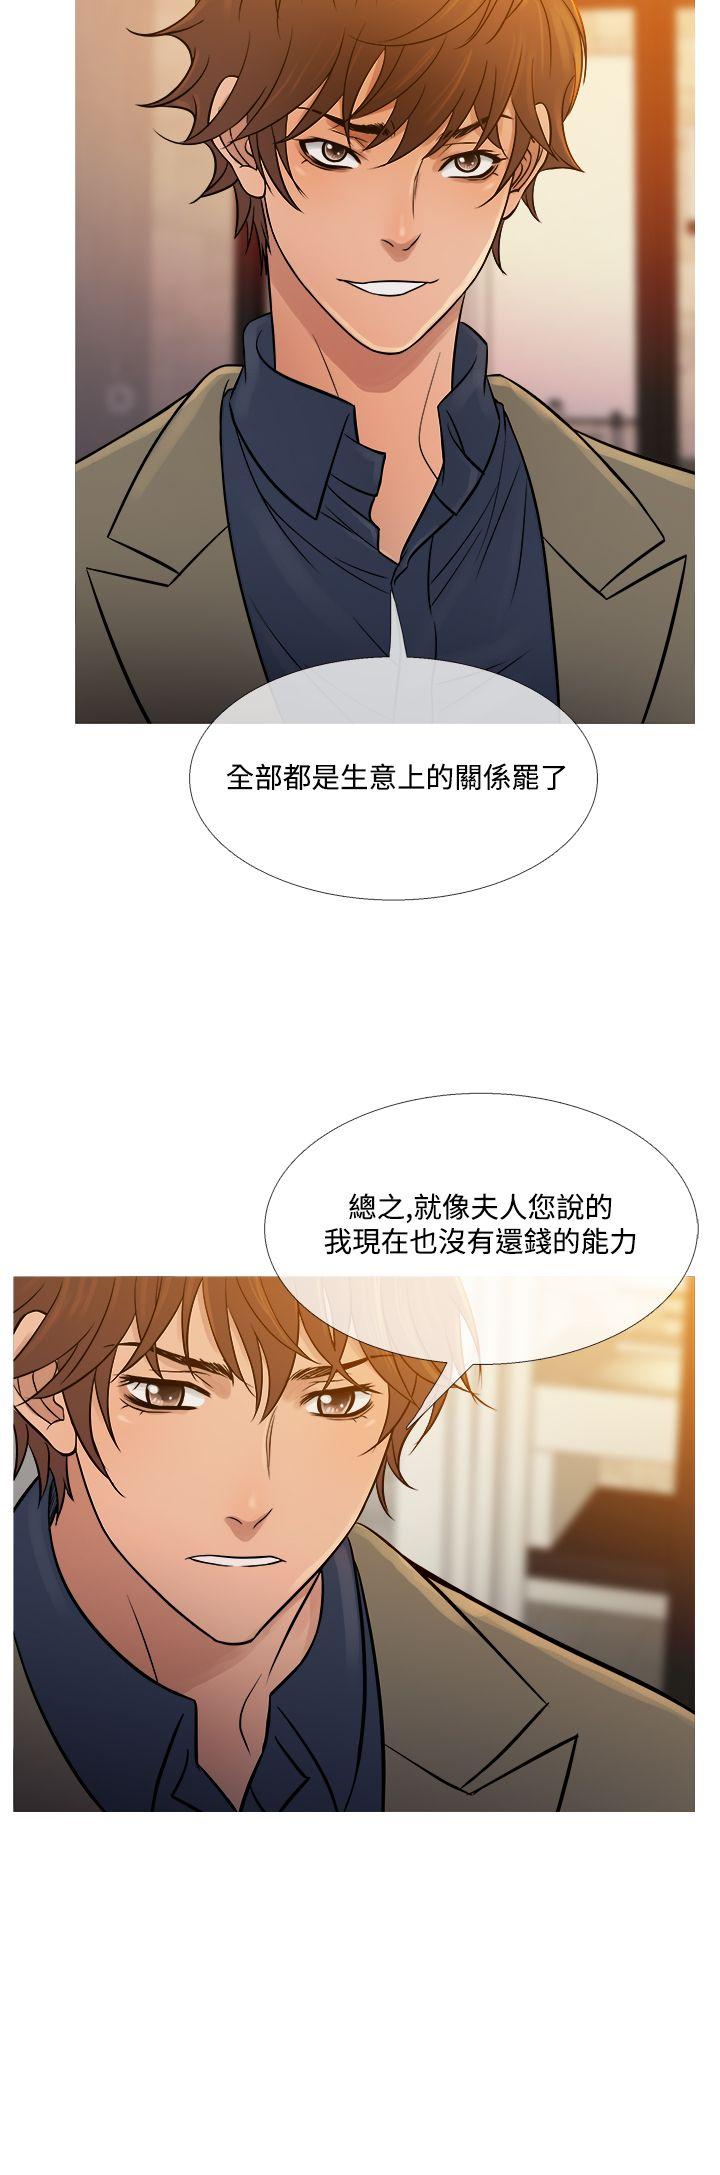 全部都是生意上的關係罷了
總之,就像夫人您說的
我現在也沒有還錢的能力